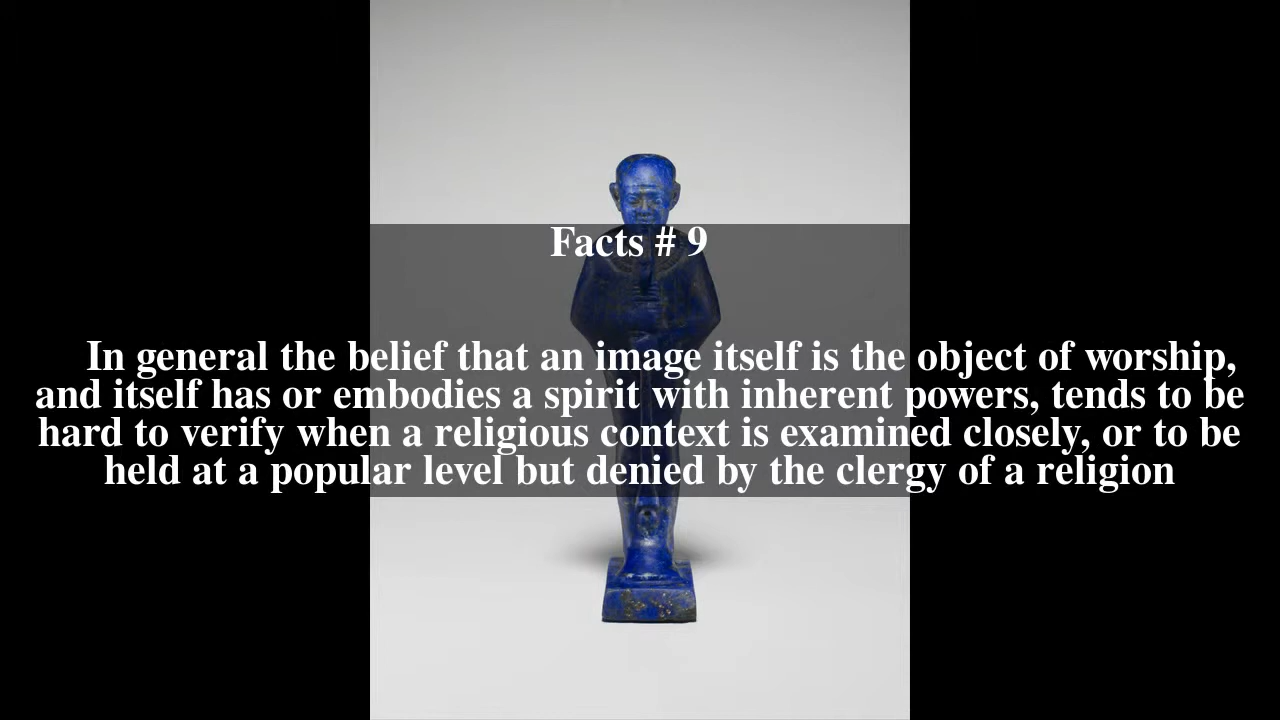 Facts # 9
In general the belief that an image itself is the object of worship,
and itself has or embodies a spirit with inherent powers, tends to be
hard to verify when a religious context is examined closely, or to be
held at a popular level but denied by the clergy of a religion